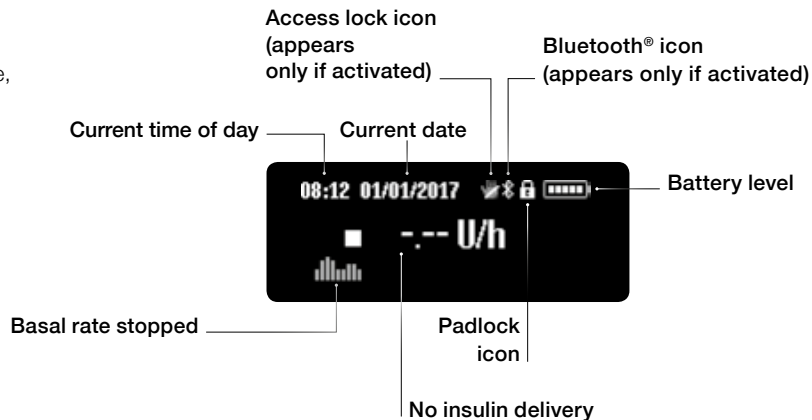 Access lock icon
(appears
only if activated)
Bluetooth® icon
(appears only if activated)
e,
Current time of day
Current date
Battery level
08:12 01/01/2017
-.-- U/h
Basal rate stopped
Padlock
icon
No insulin delivery